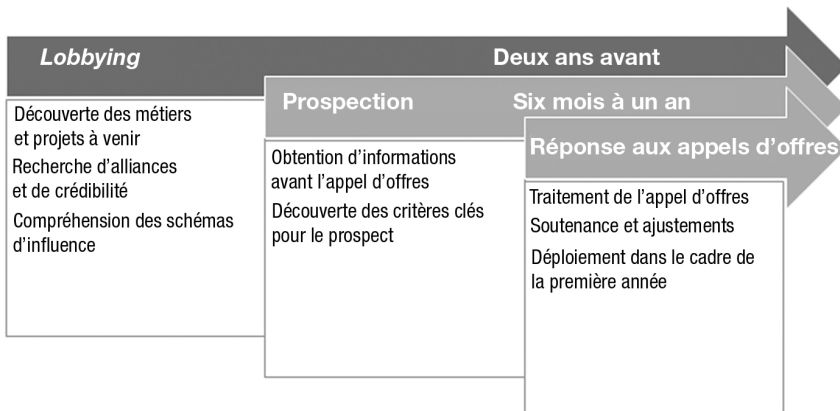 Lobbying Deux ans avant
Découverte des métiers
et projets à venir
Recherche d'alliances
et de crédibilité
Compréhension des schémas
d'influence
Prospection Six mois à un an
Obtention d'informations
avant l'appel d'offres
Découverte des critères clés
pour le prospect
Réponse aux appels d'offres
Traitement de l'appel d'offres
Soutenance et ajustements
Déploiement dans le cadre de
la première année